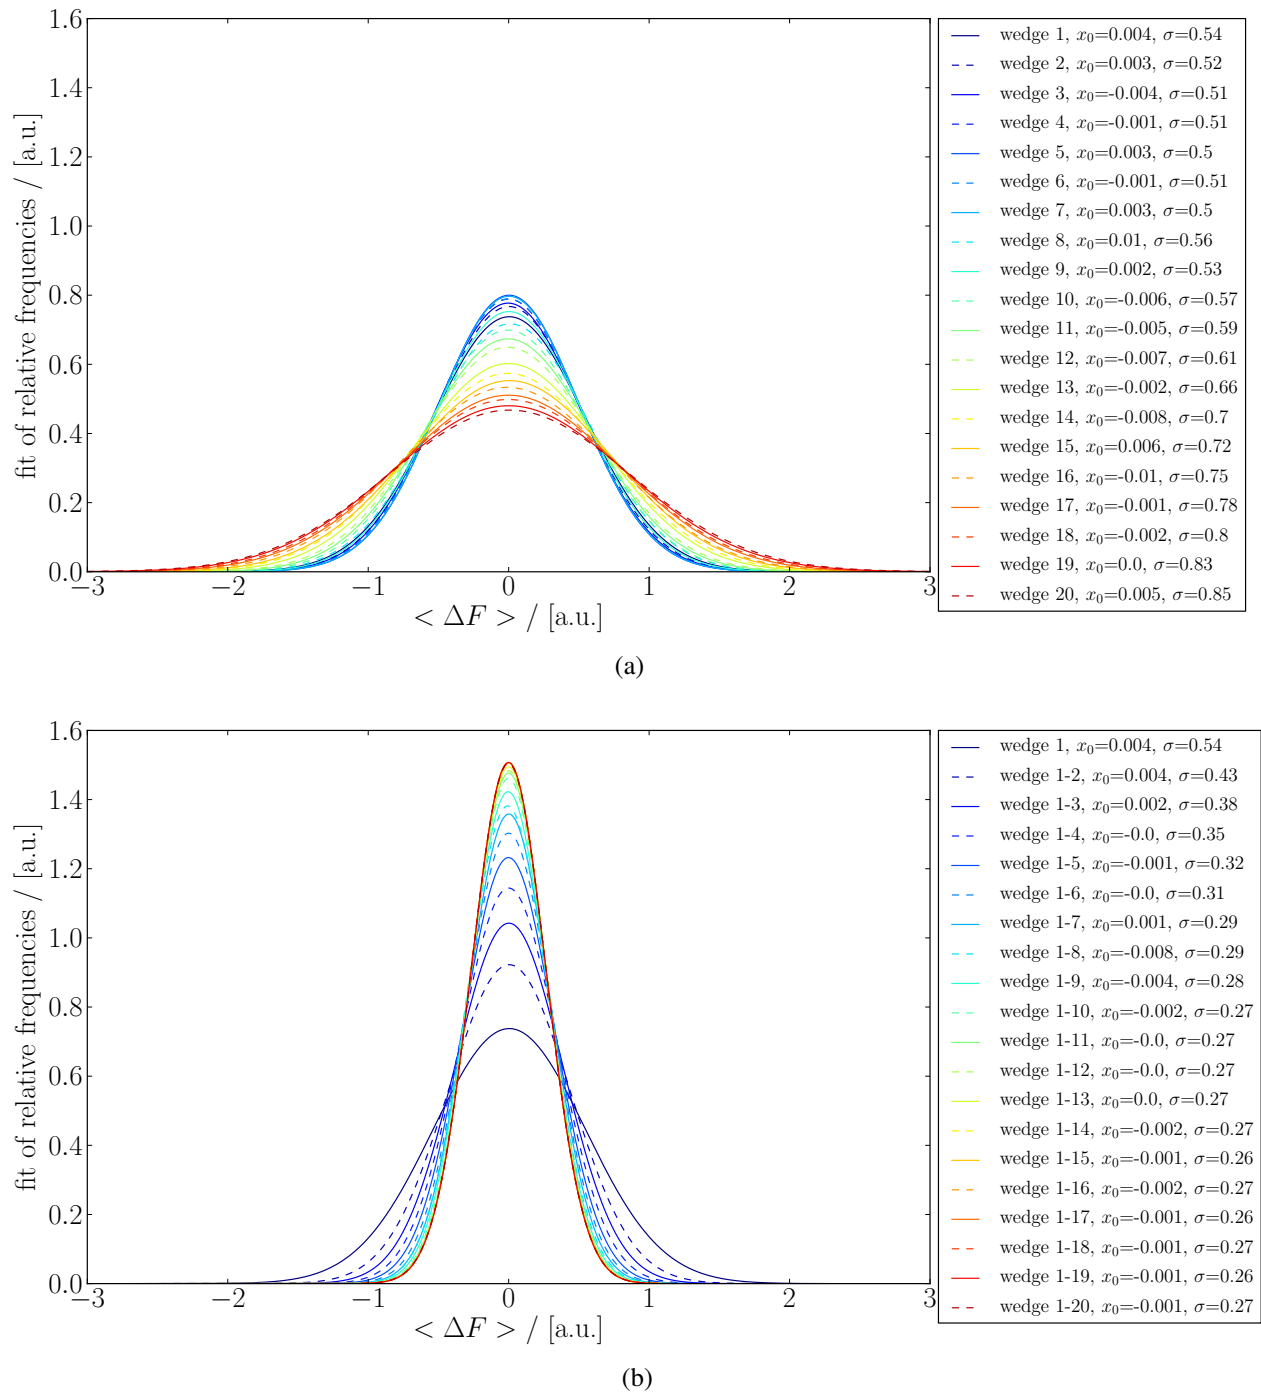 1.6
1.4
1.2
1.0
0.8
0.6
0.4
0.2
0.0
fit of relative frequencies / [a.u.]
−3 −2 −1 0 1 2 3
< ΔF > / [a.u.]
wedge 1, x₀=0.004, σ=0.54
wedge 2, x₀=0.003, σ=0.52
wedge 3, x₀=-0.004, σ=0.51
wedge 4, x₀=-0.001, σ=0.51
wedge 5, x₀=0.003, σ=0.5
wedge 6, x₀=-0.001, σ=0.51
wedge 7, x₀=0.003, σ=0.5
wedge 8, x₀=0.01, σ=0.56
wedge 9, x₀=0.002, σ=0.53
wedge 10, x₀=-0.006, σ=0.57
wedge 11, x₀=-0.005, σ=0.59
wedge 12, x₀=-0.007, σ=0.61
wedge 13, x₀=-0.002, σ=0.66
wedge 14, x₀=-0.008, σ=0.7
wedge 15, x₀=0.006, σ=0.72
wedge 16, x₀=-0.01, σ=0.75
wedge 17, x₀=-0.001, σ=0.78
wedge 18, x₀=-0.002, σ=0.8
wedge 19, x₀=0.0, σ=0.83
wedge 20, x₀=0.005, σ=0.85
(a)
1.6
1.4
1.2
1.0
0.8
0.6
0.4
0.2
0.0
fit of relative frequencies / [a.u.]
−3 −2 −1 0 1 2 3
< ΔF > / [a.u.]
wedge 1, x₀=0.004, σ=0.54
wedge 1-2, x₀=0.004, σ=0.43
wedge 1-3, x₀=0.002, σ=0.38
wedge 1-4, x₀=-0.0, σ=0.35
wedge 1-5, x₀=-0.001, σ=0.32
wedge 1-6, x₀=-0.0, σ=0.31
wedge 1-7, x₀=0.001, σ=0.29
wedge 1-8, x₀=-0.008, σ=0.29
wedge 1-9, x₀=-0.004, σ=0.28
wedge 1-10, x₀=-0.002, σ=0.27
wedge 1-11, x₀=-0.0, σ=0.27
wedge 1-12, x₀=-0.0, σ=0.27
wedge 1-13, x₀=0.0, σ=0.27
wedge 1-14, x₀=-0.002, σ=0.27
wedge 1-15, x₀=-0.001, σ=0.26
wedge 1-16, x₀=-0.002, σ=0.27
wedge 1-17, x₀=-0.001, σ=0.26
wedge 1-18, x₀=-0.001, σ=0.27
wedge 1-19, x₀=-0.001, σ=0.26
wedge 1-20, x₀=-0.001, σ=0.27
(b)